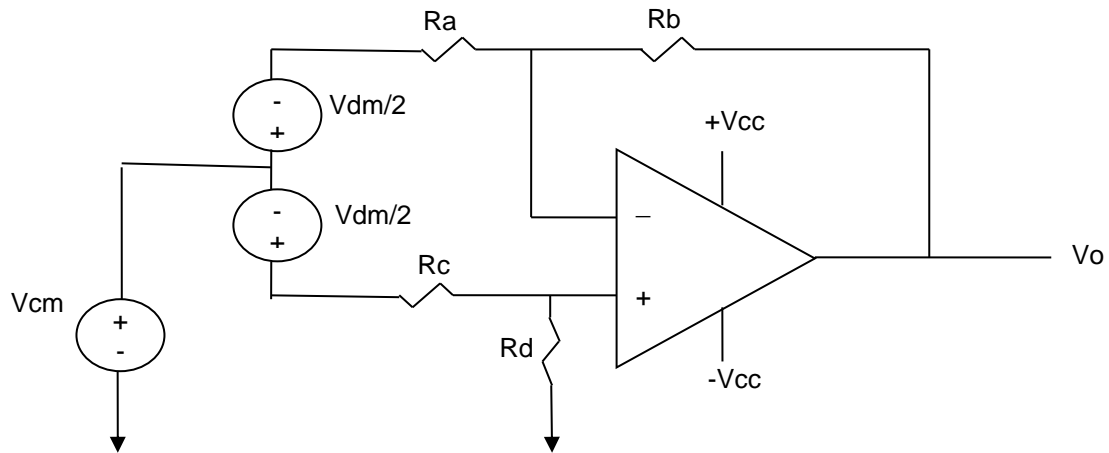 Ra
Rb
-
+
Vdm/2
+Vcc
-
+
Vdm/2
–
Rc
Vcm
+
-
+
Vo
Rd
-Vcc